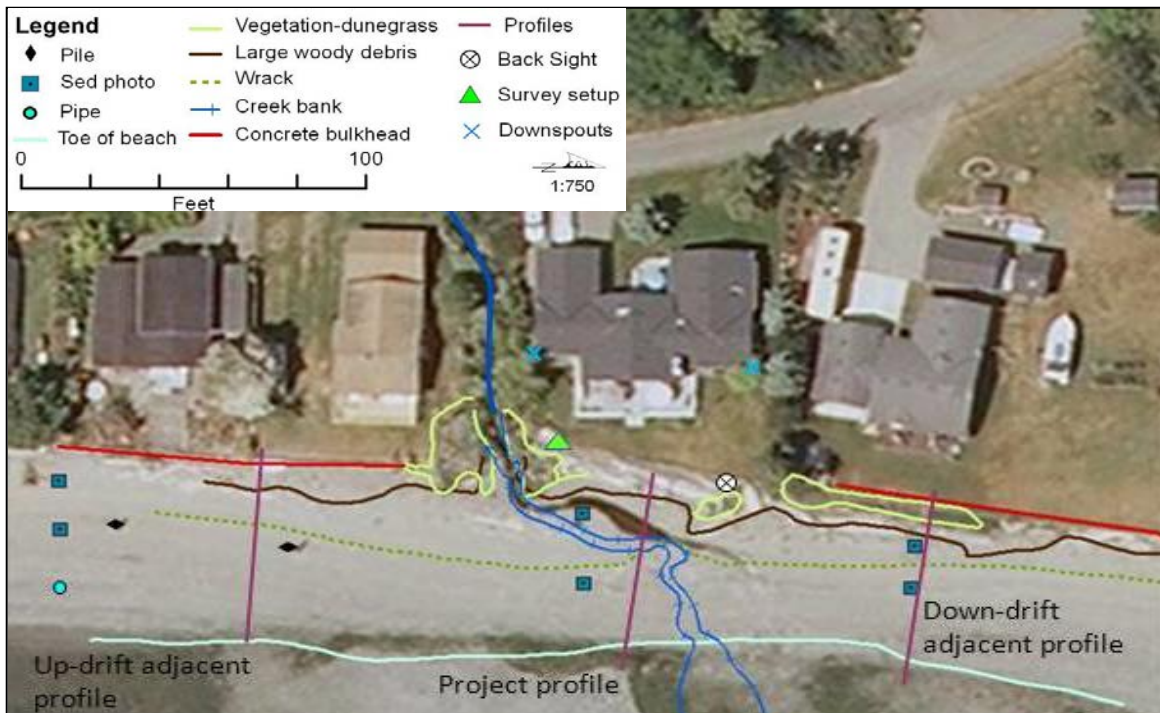 Legend
Pile
Sed photo
Pipe
Toe of beach
Vegetation-dunegrass
Large woody debris
Wrack
Creek bank
Concrete bulkhead
Profiles
Back Sight
Survey setup
Downspouts
0 100
Feet
N
1:750
Up-drift adjacent
profile
Project profile
Down-drift
adjacent profile